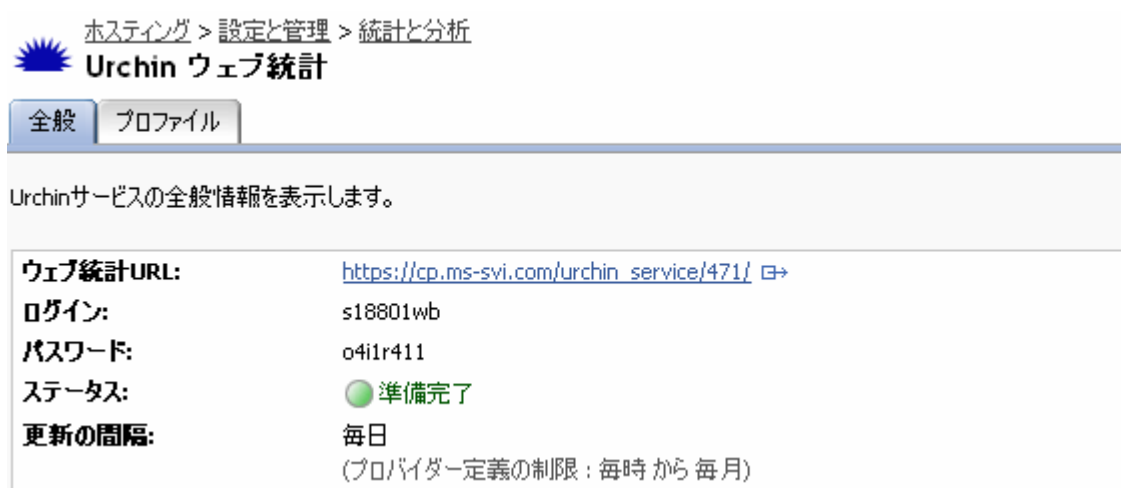 ホスティング > 設定と管理 > 統計と分析
Urchin ウェブ統計
全般 プロファイル
Urchinサービスの全般情報を表示します。
ウェブ統計URL: https://cp.ms-svi.com/urchin_service/471/
ログイン: s18801wb
パスワード: o4i1r411
ステータス: 準備完了
更新の間隔: 毎日
(プロバイダー定義の制限 : 毎時 から 毎月)